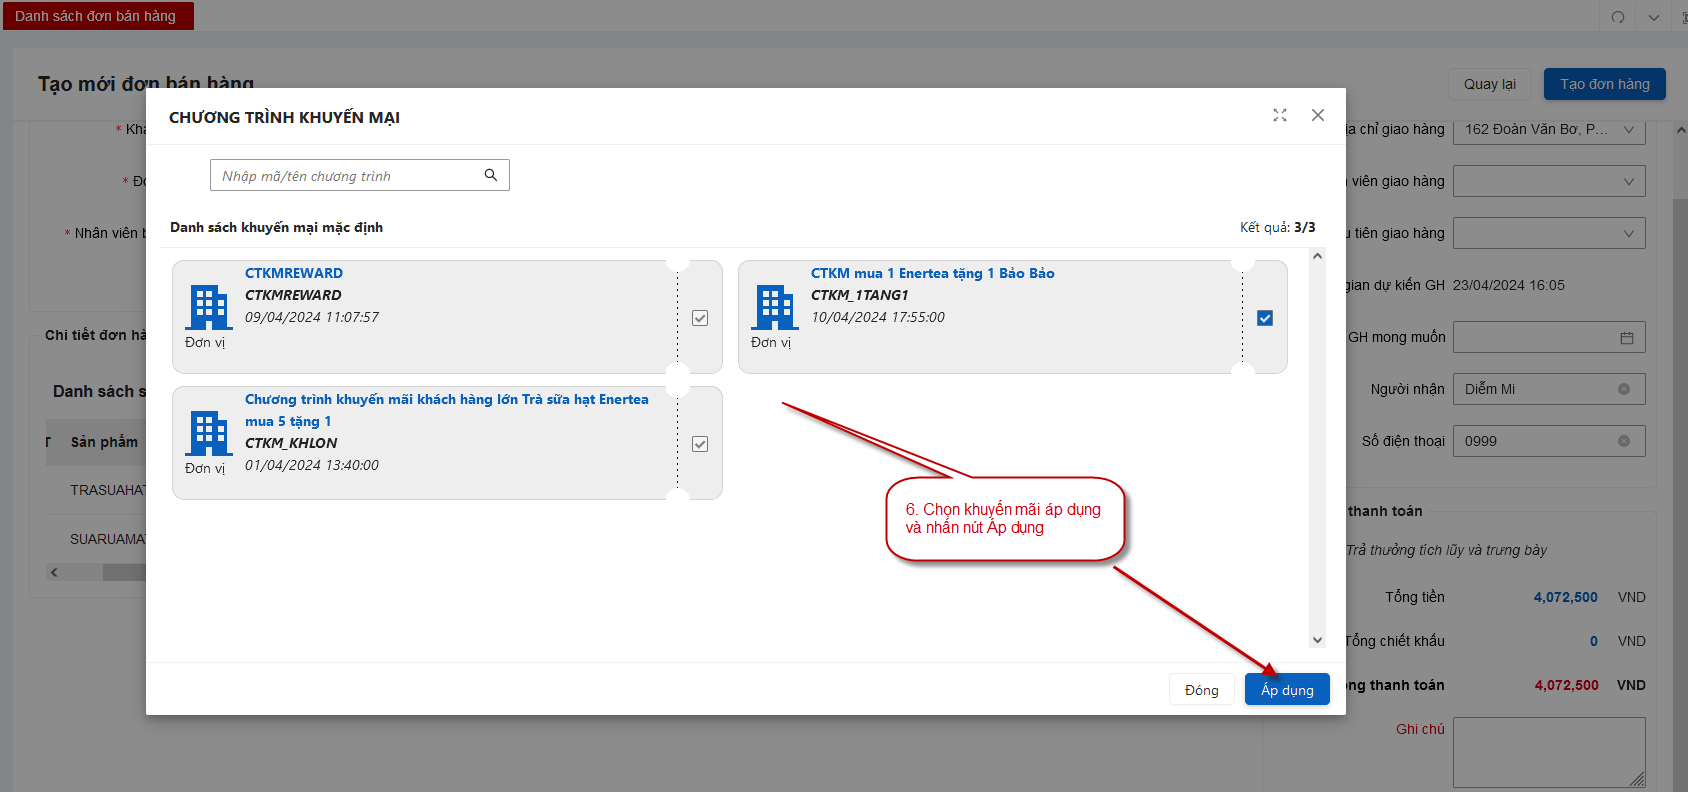 Danh sách đơn bán hàng
Tạo mới đơn bán hàng
Quay lại
Tạo đơn hàng
CHƯƠNG TRÌNH KHUYẾN MẠI
Nhập mã/tên chương trình
Danh sách khuyến mại mặc định
Kết quả: 3/3
CTKMREWARD
CTKMREWARD
09/04/2024 11:07:57
Đơn vị
CTKM mua 1 Enertea tặng 1 Bảo Bảo
CTKM_1TANG1
10/04/2024 17:55:00
Đơn vị
Chương trình khuyến mãi khách hàng lớn Trà sữa hạt Enertea
mua 5 tặng 1
CTKM_KHLON
01/04/2024 13:40:00
Đơn vị
6. Chọn khuyến mãi áp dụng
và nhấn nút Áp dụng
Đóng
Áp dụng
* Nhân viên b
Chi tiết đơn hà
Danh sách s
T Sản phẩm
TRASUAHAT
SUARUAMAT
ịa chỉ giao hàng
162 Đoàn Văn Bơ, P...
viên giao hàng
u tiên giao hàng
gian dự kiến GH
23/04/2024 16:05
GH mong muốn
Người nhận
Diễm Mi
Số điện thoại
0999
thanh toán
Trả thưởng tích lũy và trưng bày
Tổng tiền
4,072,500 VND
Tổng chiết khấu
0 VND
ng thanh toán
4,072,500 VND
Ghi chú